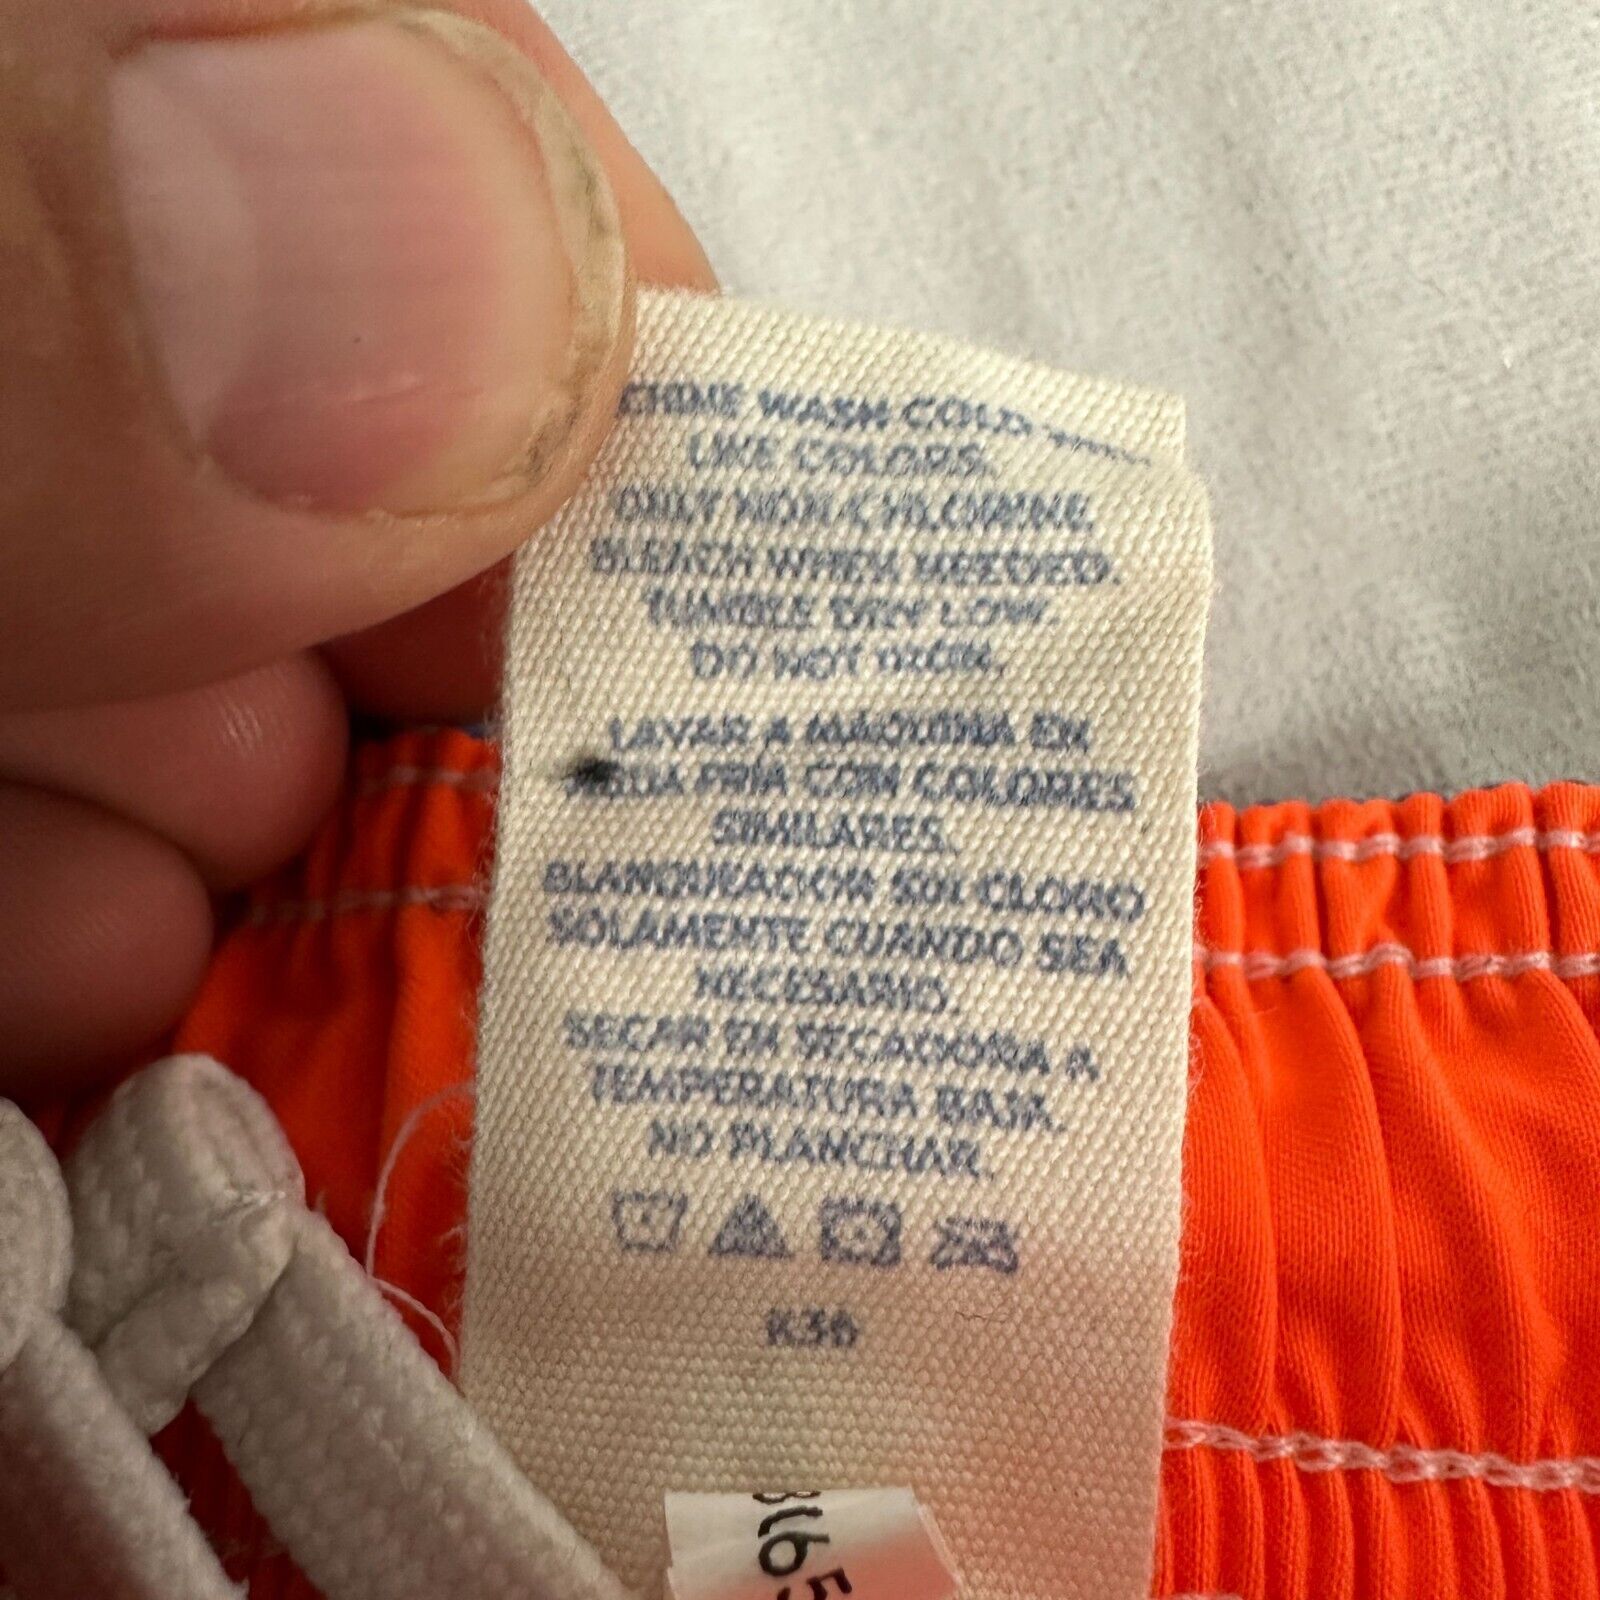 WASH COLD
LIKE COLORS.
ONLY NON-CHLORINE
BLEACH WHEN NEEDED.
TUMBLE DRY LOW.
DO NOT IRON.
LAVAR A MAQUINA EN
AGUA FRIA CON COLORES
SIMILARES.
BLANQUEADOR SIN CLORO
SOLAMENTE CUANDO SEA
NECESARIO.
SECAR EN SECADORA A
TEMPERATURA BAJA.
NO PLANCHAR.
K36
3165